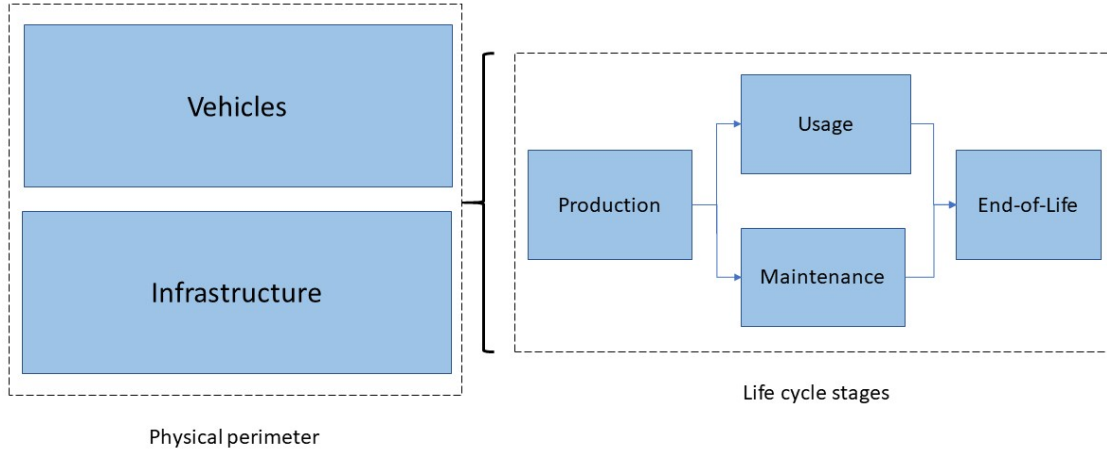 Vehicles
Infrastructure
Physical perimeter
Production
Usage
Maintenance
End-of-Life
Life cycle stages